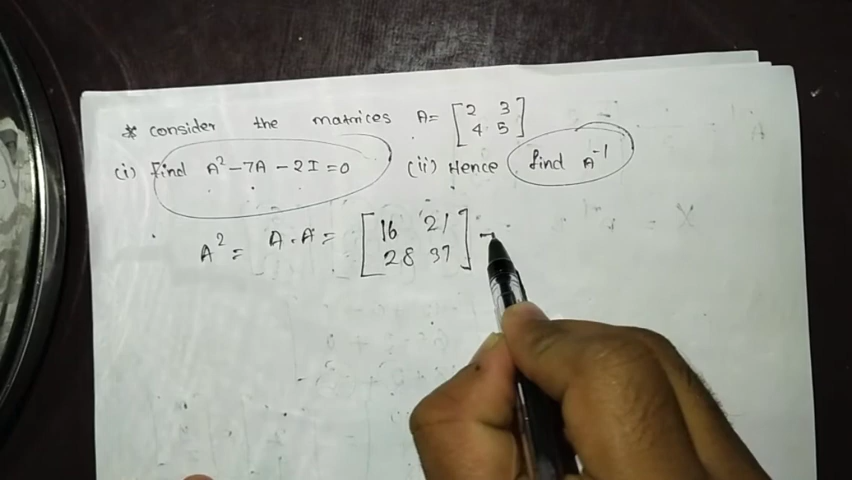 * consider the matrices A = [2 3
4 5]
(i) Find A² - 7A - 2I = 0 (ii) Hence find A⁻¹
A² = A . A = [16 21
28 37] -